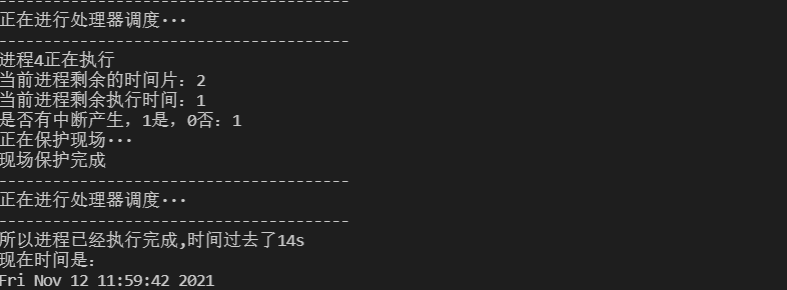 ---------------------------------------
正在进行处理器调度···
---------------------------------------
进程4正在执行
当前进程剩余的时间片：2
当前进程剩余执行时间：1
是否有中断产生，1是，0否：1
正在保护现场···
现场保护完成
---------------------------------------
正在进行处理器调度···
---------------------------------------
所以进程已经执行完成,时间过去了14s
现在时间是：
Fri Nov 12 11:59:42 2021